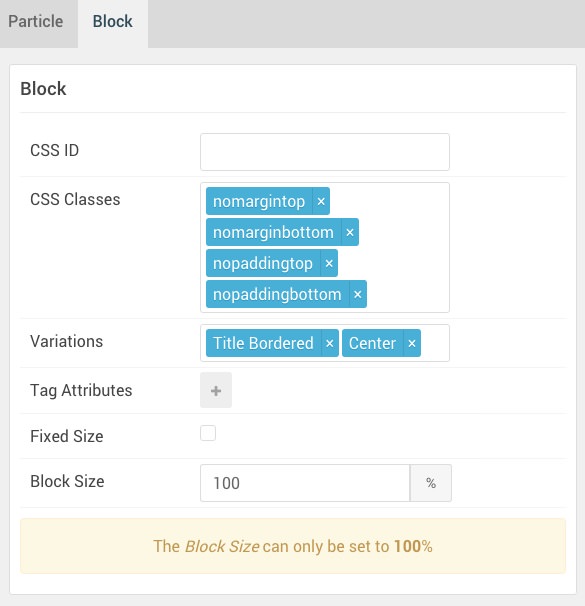 Particle Block
Block
CSS ID
CSS Classes nomargintop ×
nomarginbottom ×
nopaddingtop ×
nopaddingbottom ×
Variations Title Bordered × Center ×
Tag Attributes +
Fixed Size
Block Size 100 %
The Block Size can only be set to 100%